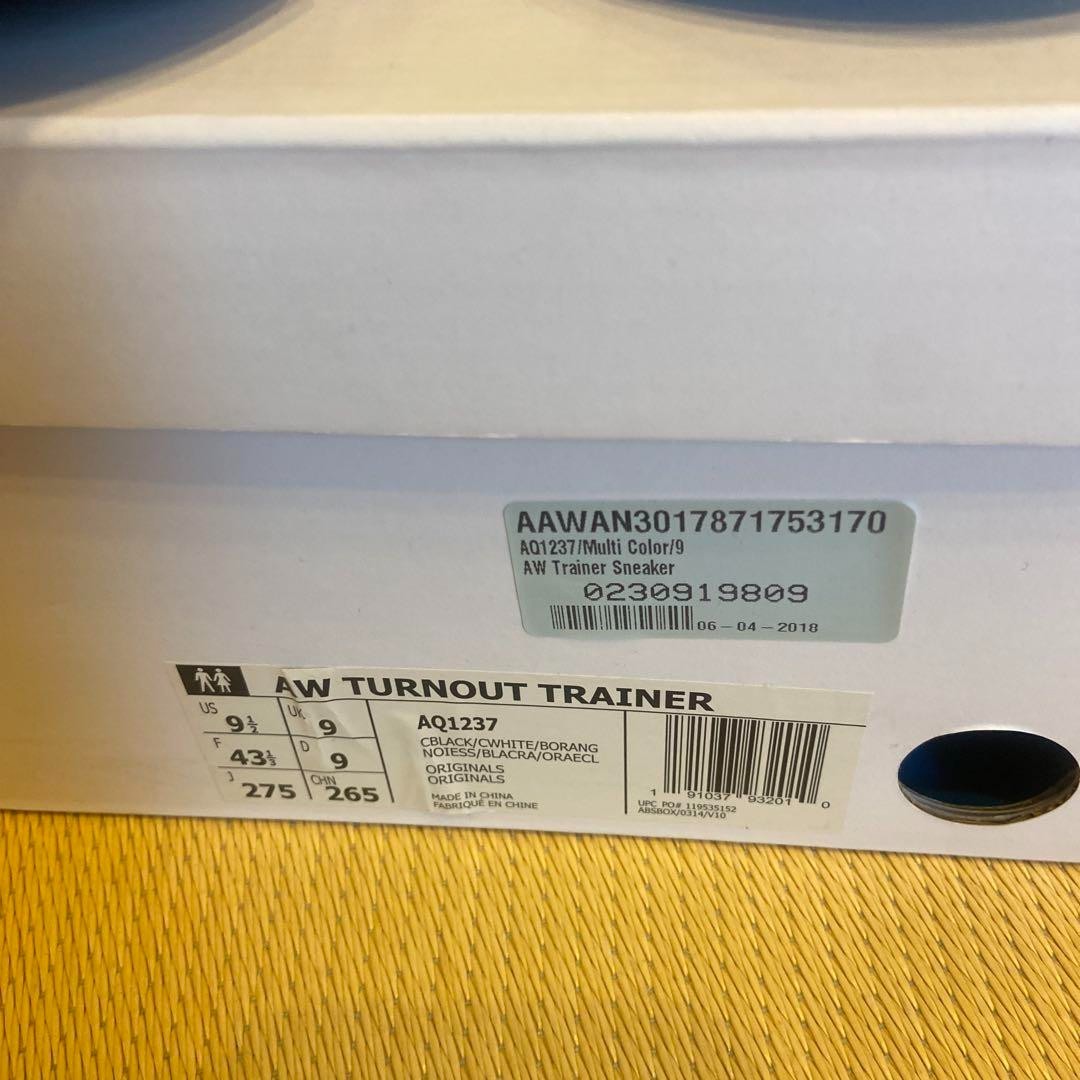 AAWAN3017871753170
AQ1237/Multi Color/9
AW Trainer Sneaker
0230919809
06-04-2018
AW TURNOUT TRAINER
US 9½ UK 9
F 43⅓ D 9
J 275 CHN 265
AQ1237
CBLACK/CWHITE/BORANG
NOIESS/BLACRA/ORAECL
ORIGINALS
ORIGINALS
MADE IN CHINA
FABRIQUÉ EN CHINE
1 91037 93201 0
UPC PO# 119535152
ABSBOX/0314/V10